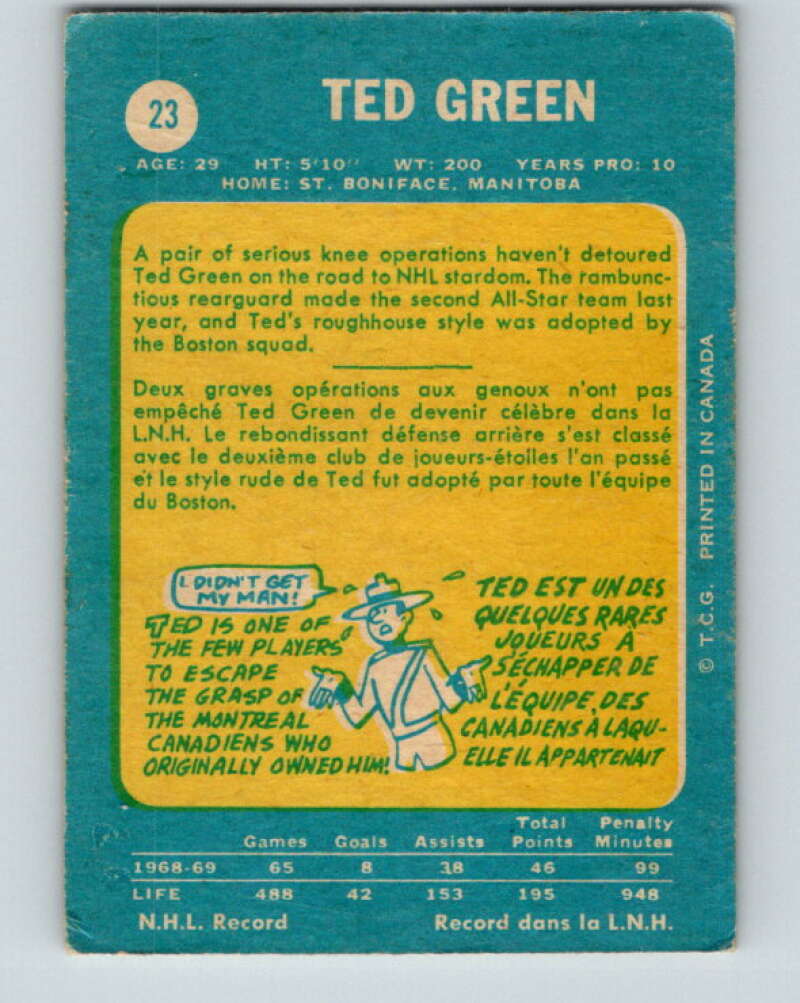 23
TED GREEN
AGE: 29 HT: 5'10" WT: 200 YEARS PRO: 10
HOME: ST. BONIFACE, MANITOBA
A pair of serious knee operations haven't detoured
Ted Green on the road to NHL stardom. The rambunc-
tious rearguard made the second All-Star team last
year, and Ted's roughhouse style was adopted by
the Boston squad.
Deux graves opérations aux genoux n'ont pas
empêché Ted Green de devenir célèbre dans la
L.N.H. Le rebondissant défense arrière s'est classé
avec le deuxième club de joueurs-étoiles l'an passé
et le style rude de Ted fut adopté par toute l'équipe
du Boston.
I DIDN'T GET
MY MAN!
TED IS ONE OF
THE FEW PLAYERS
TO ESCAPE
THE GRASP OF
THE MONTREAL
CANADIENS WHO
ORIGINALLY OWNED HIM!
TED EST UN DES
QUELQUES RARES
JOUEURS À
S'ÉCHAPPER DE
L'ÉQUIPE DES
CANADIENS À LAQU-
ELLE IL APPARTENAIT
© T.C.G. PRINTED IN CANADA
Games Goals Assists Total Points Penalty Minutes
1968-69 65 8 38 46 99
LIFE 488 42 153 195 948
N.H.L. Record Record dans la L.N.H.